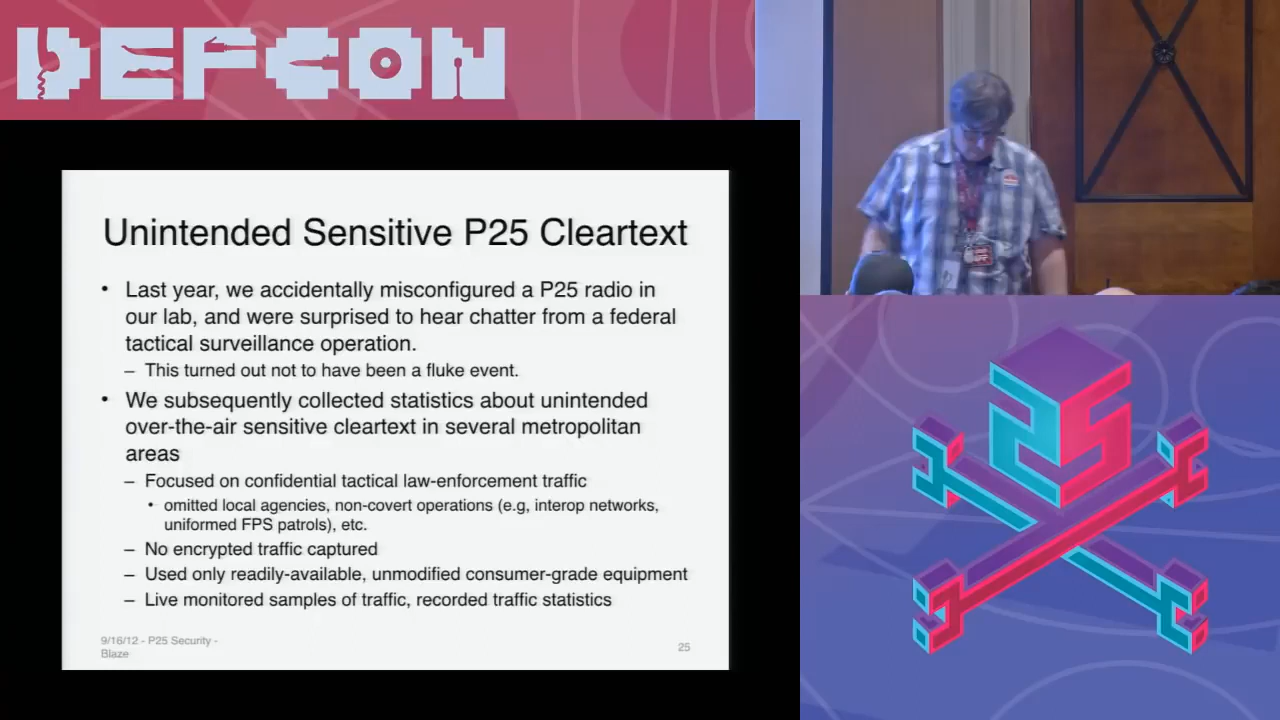 DEFCON
Unintended Sensitive P25 Cleartext
• Last year, we accidentally misconfigured a P25 radio in
our lab, and were surprised to hear chatter from a federal
tactical surveillance operation.
– This turned out not to have been a fluke event.
• We subsequently collected statistics about unintended
over-the-air sensitive cleartext in several metropolitan
areas
– Focused on confidential tactical law-enforcement traffic
• omitted local agencies, non-covert operations (e.g, interop networks,
uniformed FPS patrols), etc.
– No encrypted traffic captured
– Used only readily-available, unmodified consumer-grade equipment
– Live monitored samples of traffic, recorded traffic statistics
9/16/12 - P25 Security -
Blaze
25
25